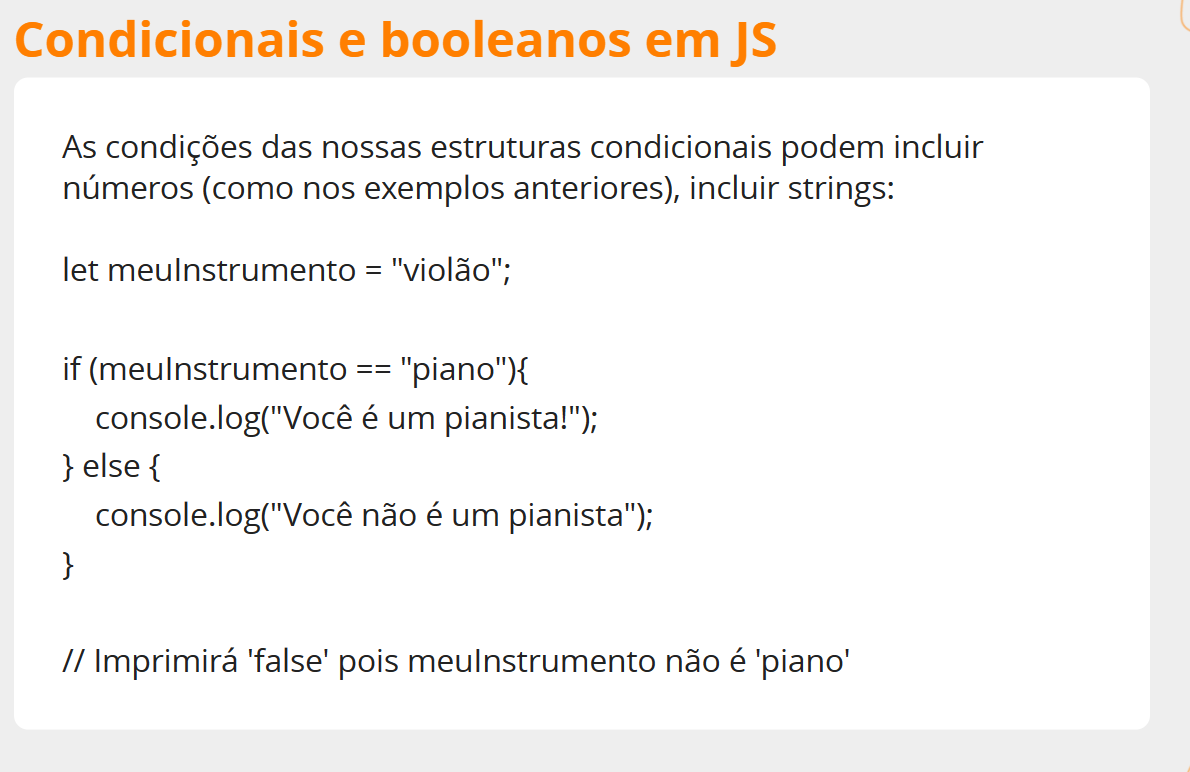 Condicionais e booleanos em JS
As condições das nossas estruturas condicionais podem incluir
números (como nos exemplos anteriores), incluir strings:
let meuInstrumento = "violão";
if (meuInstrumento == "piano"){
console.log("Você é um pianista!");
} else {
console.log("Você não é um pianista");
}
// Imprimirá 'false' pois meuInstrumento não é 'piano'